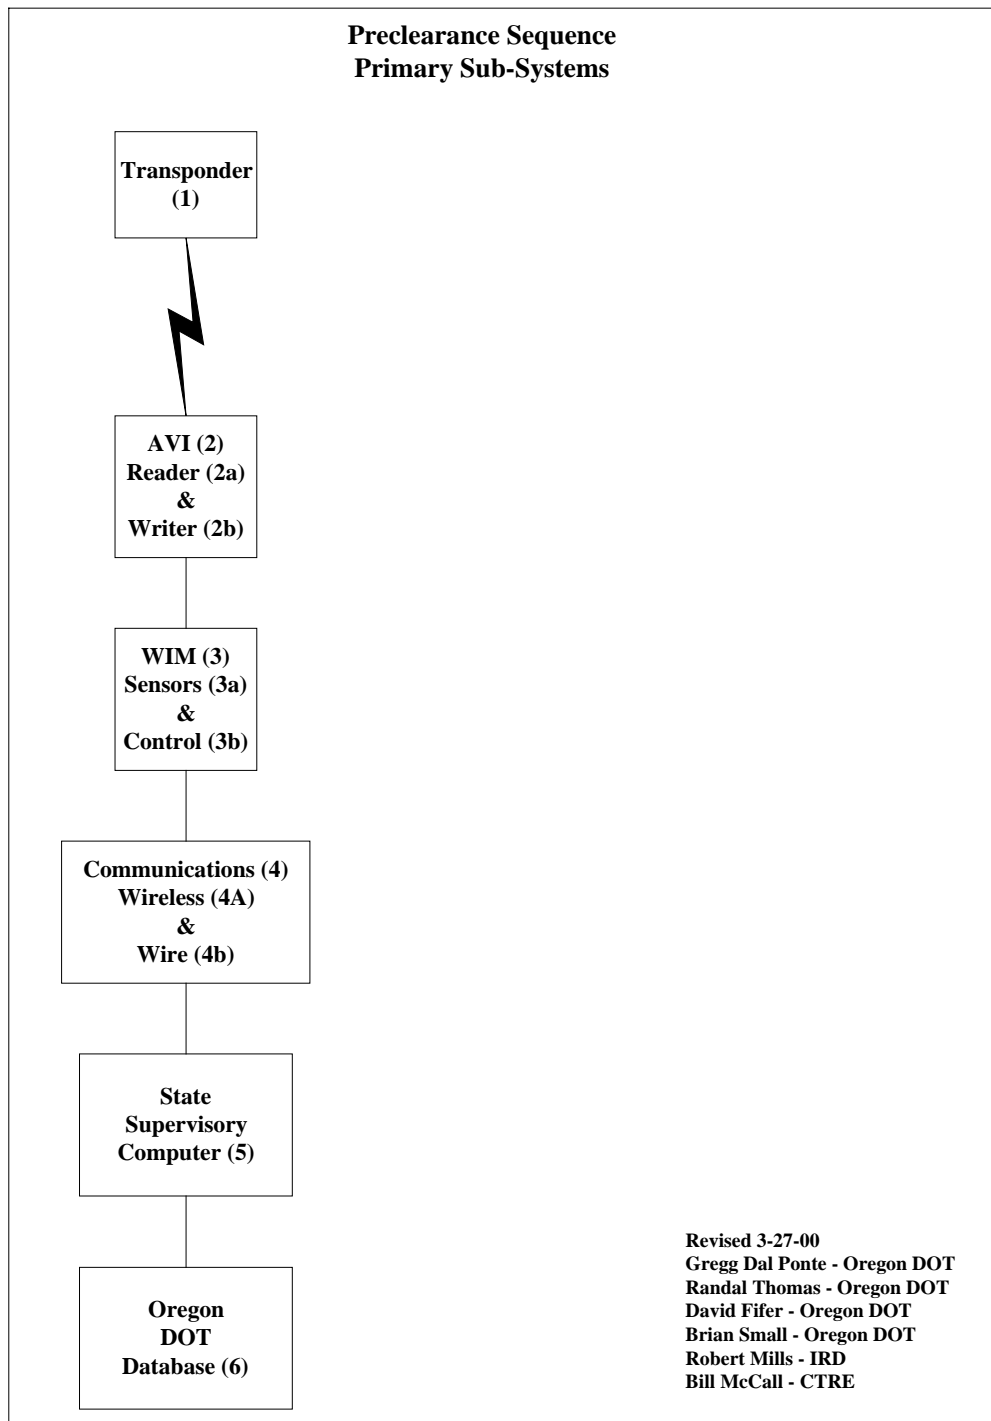 Preclearance Sequence
Primary Sub-Systems
Transponder
(1)
AVI (2)
Reader (2a)
&
Writer (2b)
WIM (3)
Sensors (3a)
&
Control (3b)
Communications (4)
Wireless (4A)
&
Wire (4b)
State
Supervisory
Computer (5)
Oregon
DOT
Database (6)
Revised 3-27-00
Gregg Dal Ponte - Oregon DOT
Randal Thomas - Oregon DOT
David Fifer - Oregon DOT
Brian Small - Oregon DOT
Robert Mills - IRD
Bill McCall - CTRE